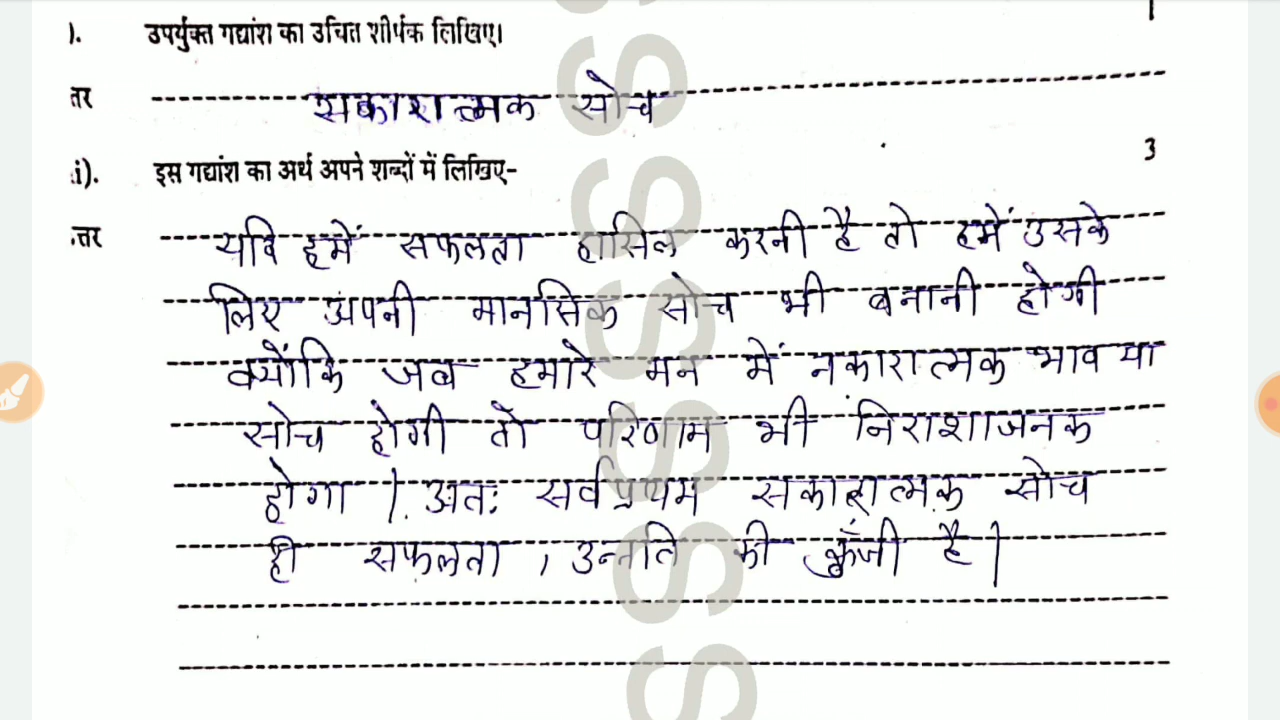 ). उपर्युक्त गद्यांश का उचित शीर्षक लिखिए।
तर सकारात्मक सोच
i). इस गद्यांश का अर्थ अपने शब्दों में लिखिए- 3
त्तर यदि हमें सफलता हासिल करनी है तो हमें उसके
लिए अपनी मानसिक सोच भी बनानी होगी
क्योंकि जब हमारे मन में नकारात्मक भाव या
सोच होगी तो परिणाम भी निराशाजनक
होगा। अतः सर्वप्रथम सकारात्मक सोच
ही सफलता, उन्नति की कुँजी है।